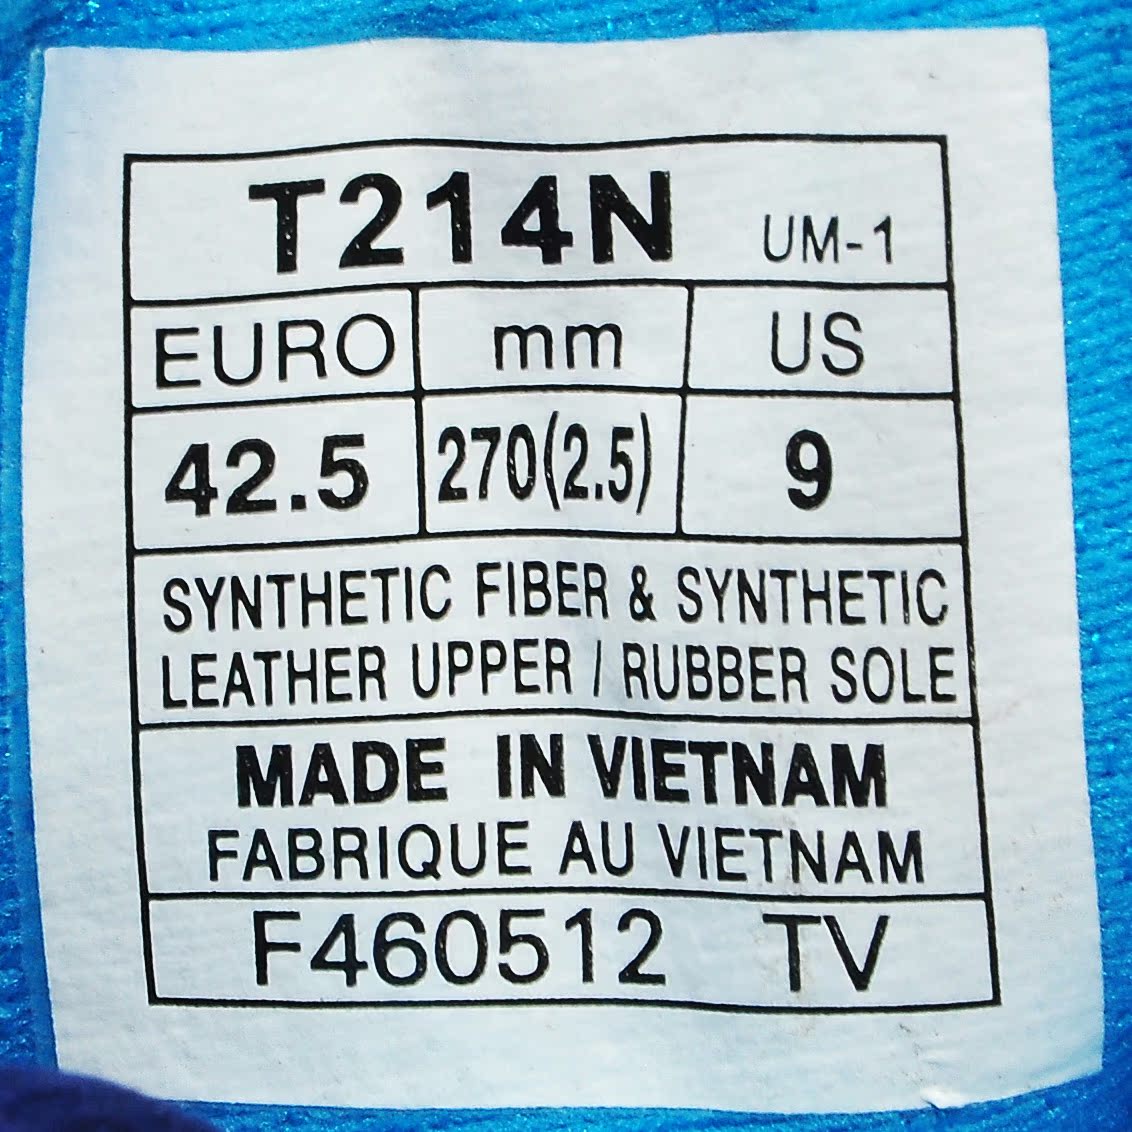 T214N UM-1
EURO mm US
42.5 270(2.5) 9
SYNTHETIC FIBER & SYNTHETIC
LEATHER UPPER / RUBBER SOLE
MADE IN VIETNAM
FABRIQUE AU VIETNAM
F460512 TV